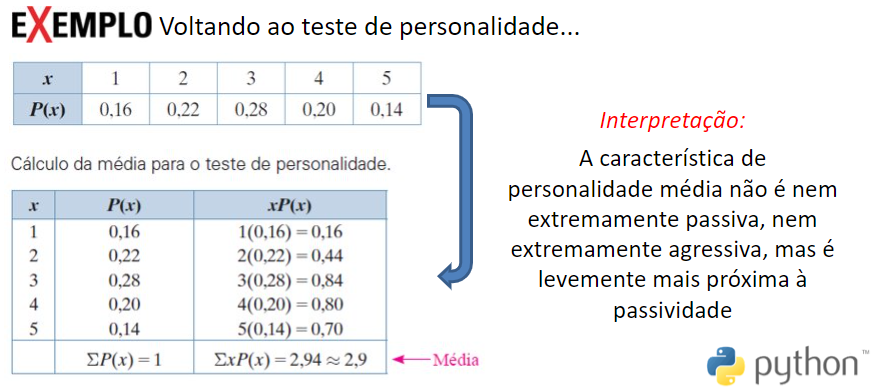 EXEMPLO Voltando ao teste de personalidade...
x 1 2 3 4 5
P(x) 0,16 0,22 0,28 0,20 0,14
Cálculo da média para o teste de personalidade.
x P(x) xP(x)
1 0,16 1(0,16) = 0,16
2 0,22 2(0,22) = 0,44
3 0,28 3(0,28) = 0,84
4 0,20 4(0,20) = 0,80
5 0,14 5(0,14) = 0,70
ΣP(x) = 1 ΣxP(x) = 2,94 ≈ 2,9 Média
Interpretação:
A característica de
personalidade média não é nem
extremamente passiva, nem
extremamente agressiva, mas é
levemente mais próxima à
passividade
python™